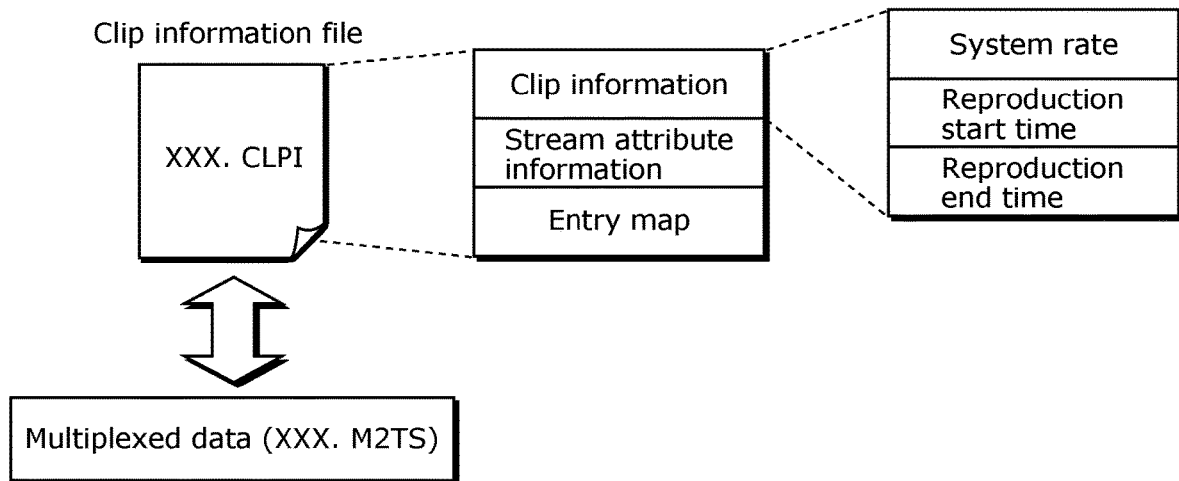 Clip information file
XXX. CLPI
Clip information
Stream attribute
information
Entry map
System rate
Reproduction
start time
Reproduction
end time
Multiplexed data (XXX. M2TS)